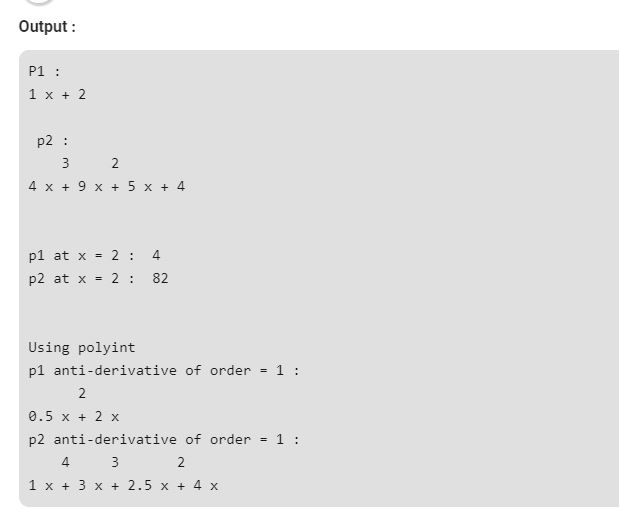 Output :
P1 :
1 x + 2
p2 :
3 2
4 x + 9 x + 5 x + 4
p1 at x = 2 : 4
p2 at x = 2 : 82
Using polyint
p1 anti-derivative of order = 1 :
2
0.5 x + 2 x
p2 anti-derivative of order = 1 :
4 3 2
1 x + 3 x + 2.5 x + 4 x